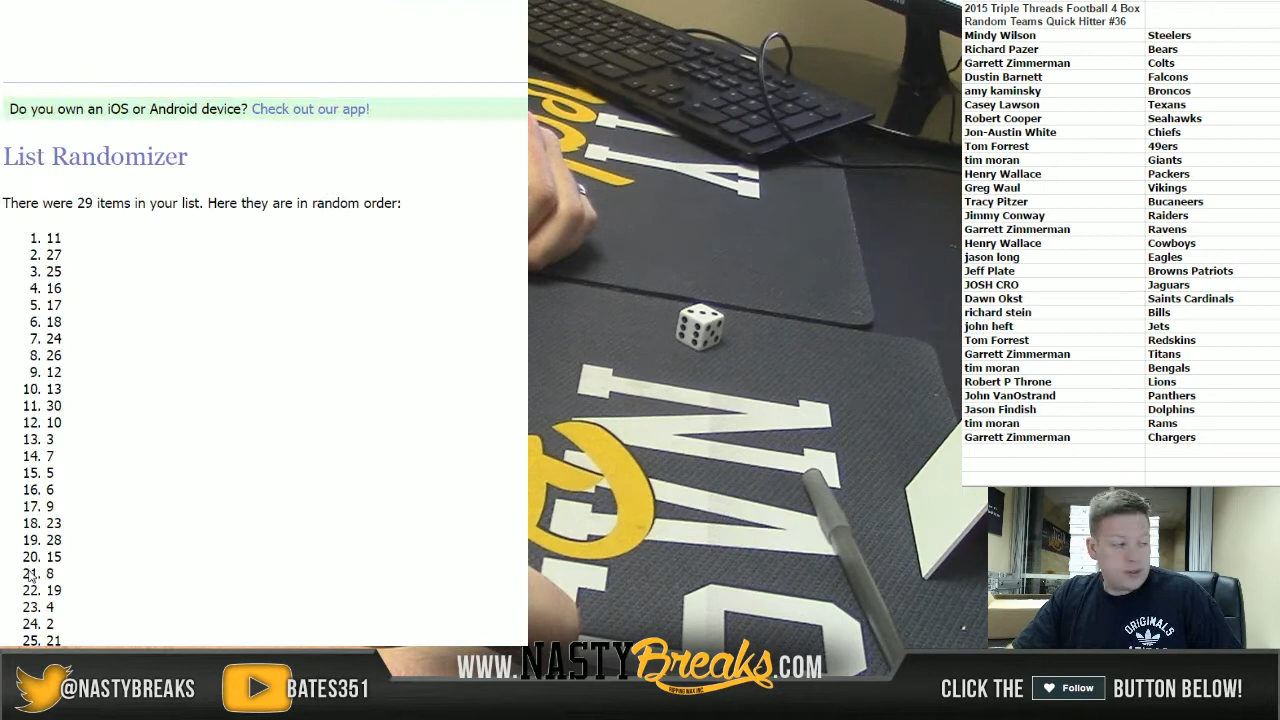 Do you own an iOS or Android device? Check out our app!
List Randomizer
There were 29 items in your list. Here they are in random order:
1. 11
2. 27
3. 25
4. 16
5. 17
6. 18
7. 24
8. 26
9. 12
10. 13
11. 30
12. 10
13. 3
14. 7
15. 5
16. 6
17. 9
18. 23
19. 28
20. 15
21. 8
22. 19
23. 4
24. 2
25. 21
2015 Triple Threads Football 4 Box
Random Teams Quick Hitter #36
Mindy Wilson Steelers
Richard Pazer Bears
Garrett Zimmerman Colts
Dustin Barnett Falcons
amy kaminsky Broncos
Casey Lawson Texans
Robert Cooper Seahawks
Jon-Austin White Chiefs
Tom Forrest 49ers
tim moran Giants
Henry Wallace Packers
Greg Waul Vikings
Tracy Pitzer Bucaneers
Jimmy Conway Raiders
Garrett Zimmerman Ravens
Henry Wallace Cowboys
jason long Eagles
Jeff Plate Browns Patriots
JOSH CRO Jaguars
Dawn Okst Saints Cardinals
richard stein Bills
john heft Jets
Tom Forrest Redskins
Garrett Zimmerman Titans
tim moran Bengals
Robert P Throne Lions
John VanOstrand Panthers
Jason Findish Dolphins
tim moran Rams
Garrett Zimmerman Chargers
ORIGINALS
@NASTYBREAKS
BATES351
WWW.NASTYBreaks.COM
RIPPING WAX INC
CLICK THE Follow BUTTON BELOW!